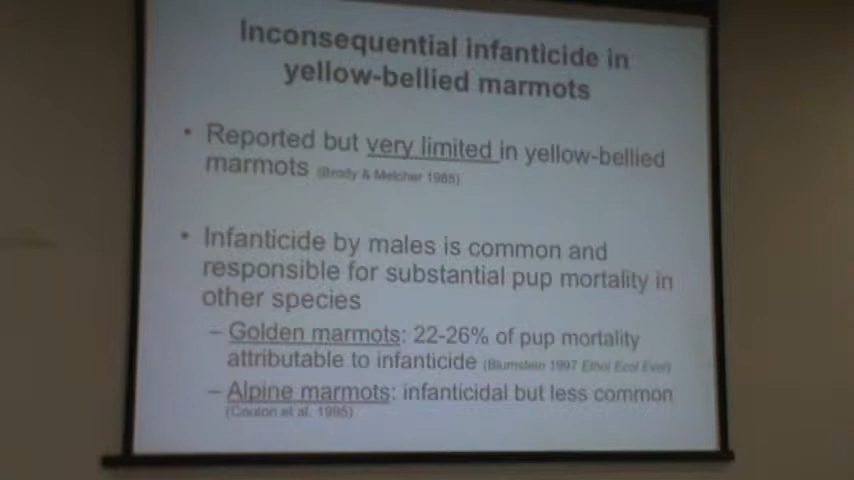 Inconsequential infanticide in
yellow-bellied marmots
• Reported but very limited in yellow-bellied
marmots (Brady & Melcher 1985)
• Infanticide by males is common and
responsible for substantial pup mortality in
other species
– Golden marmots: 22-26% of pup mortality
attributable to infanticide (Blumstein 1997 Ethol Ecol Evol)
– Alpine marmots: infanticidal but less common
et al. 1995)